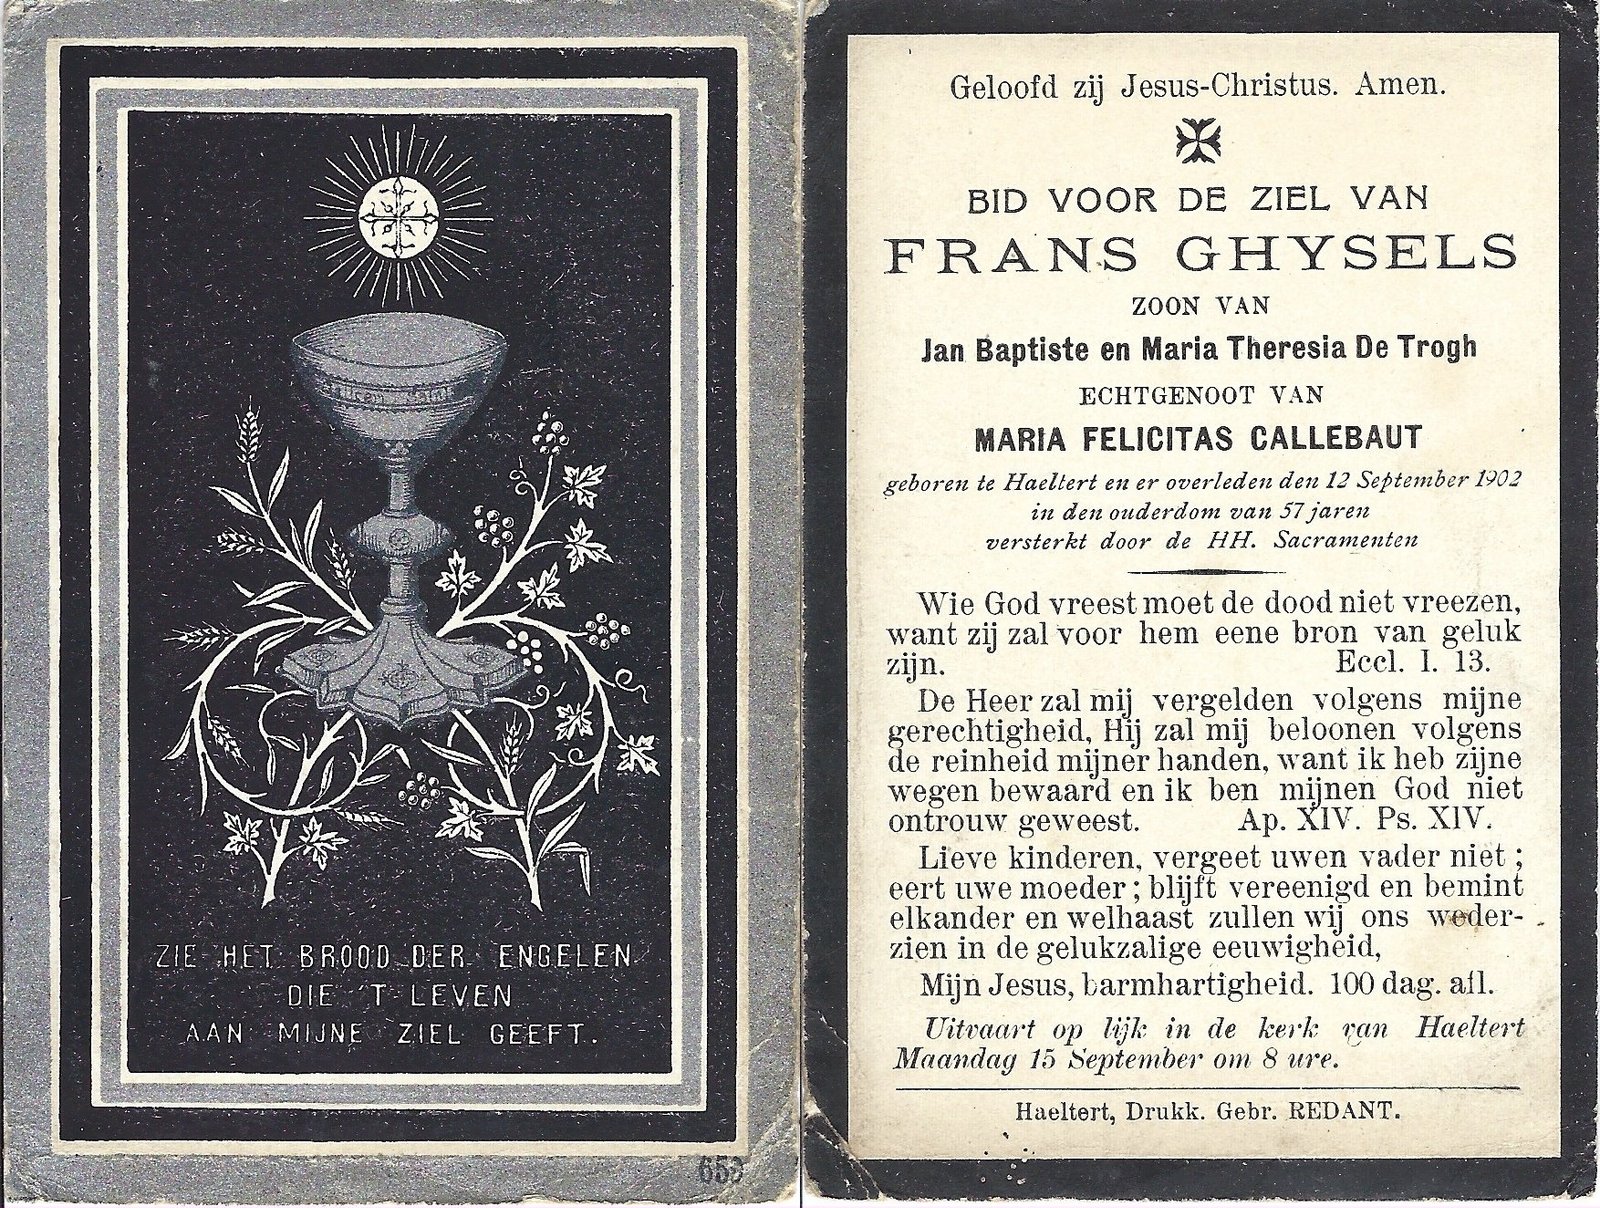 ZIE HET BROOD DER ENGELEN
DIE 'T LEVEN
AAN MIJNE ZIEL GEEFT.
653
Geloofd zij Jesus-Christus. Amen.
BID VOOR DE ZIEL VAN
FRANS GHYSELS
ZOON VAN
Jan Baptiste en Maria Theresia De Trogh
ECHTGENOOT VAN
MARIA FELICITAS CALLEBAUT
geboren te Haeltert en er overleden den 12 September 1902
in den ouderdom van 57 jaren
versterkt door de HH. Sacramenten
Wie God vreest moet de dood niet vreezen,
want zij zal voor hem eene bron van geluk
zijn. Eccl. I. 13.
De Heer zal mij vergelden volgens mijne
gerechtigheid, Hij zal mij beloonen volgens
de reinheid mijner handen, want ik heb zijne
wegen bewaard en ik ben mijnen God niet
ontrouw geweest. Ap. XIV. Ps. XIV.
Lieve kinderen, vergeet uwen vader niet ;
eert uwe moeder ; blijft vereenigd en bemint
elkander en welhaast zullen wij ons weder-
zien in de gelukzalige eeuwigheid,
Mijn Jesus, barmhartigheid. 100 dag. afl.
Uitvaart op lijk in de kerk van Haeltert
Maandag 15 September om 8 ure.
Haeltert, Drukk. Gebr. REDANT.